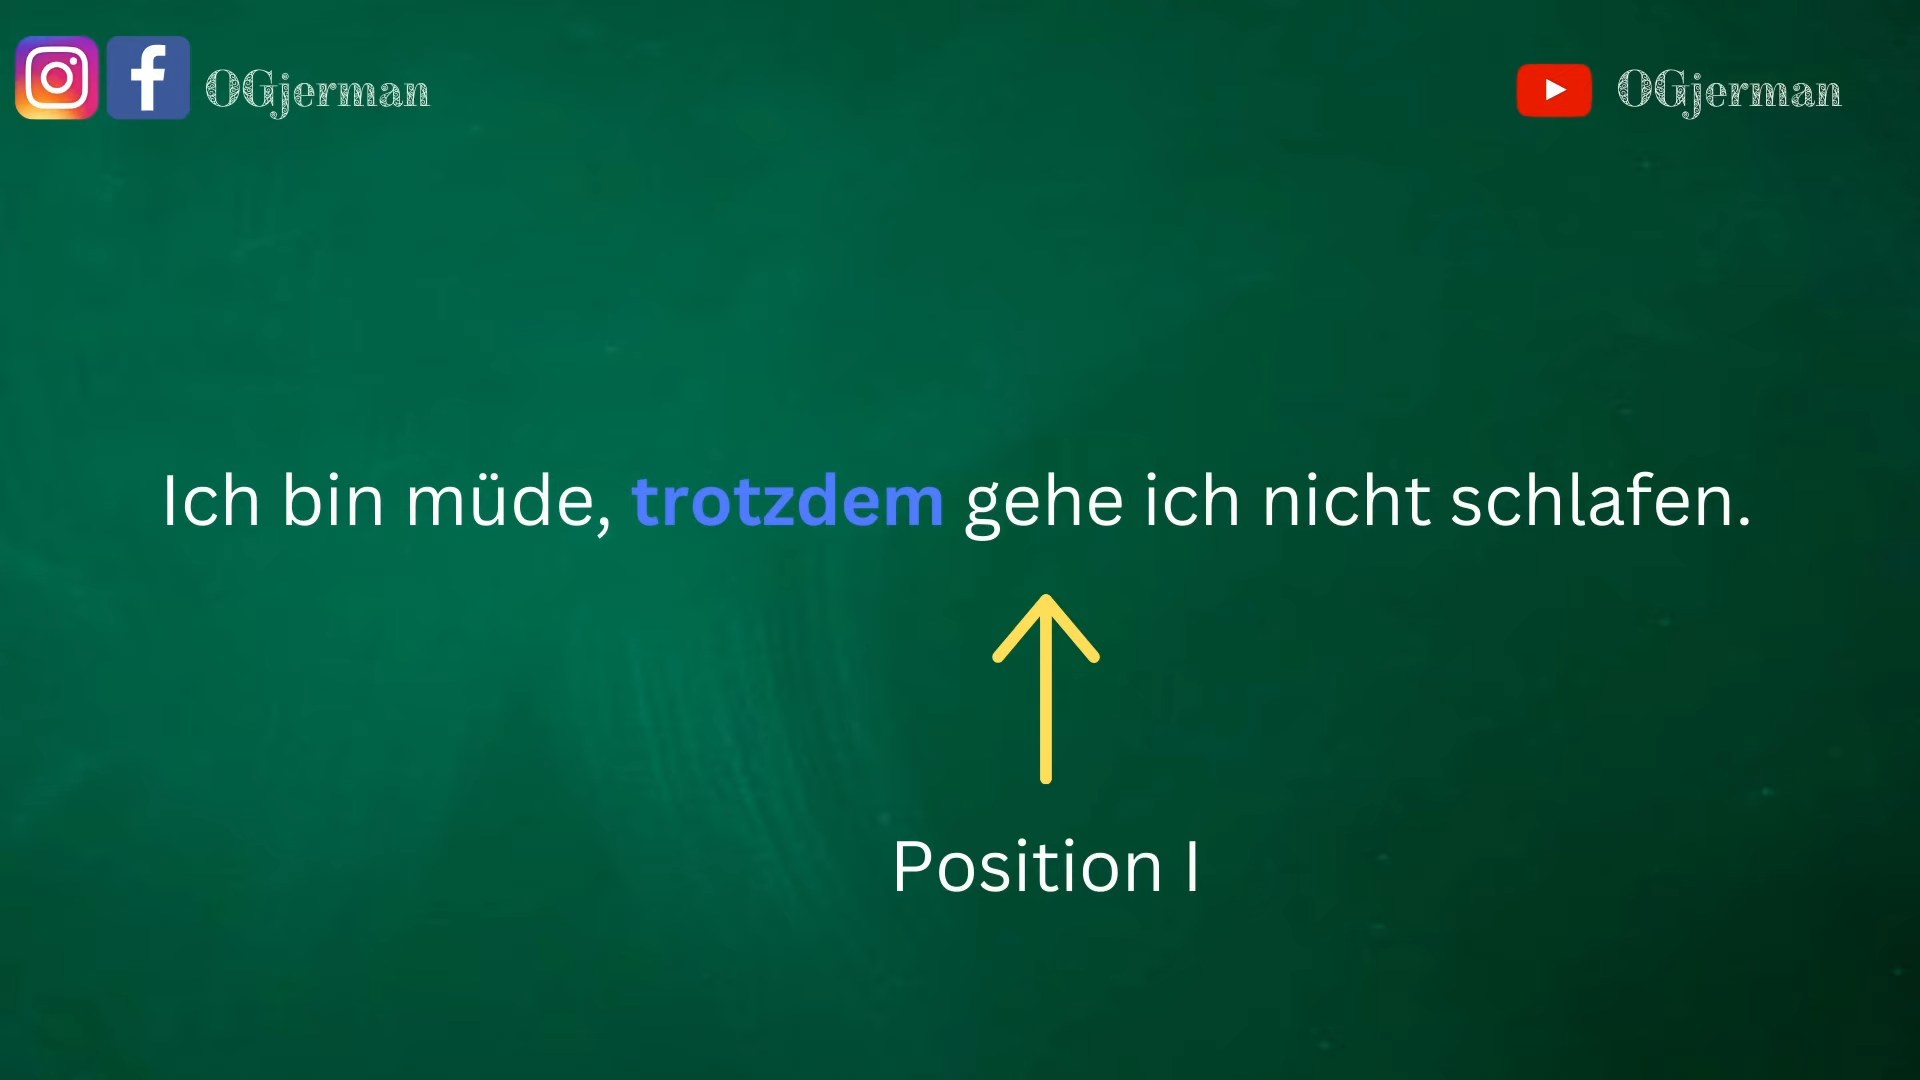 OGjerman
OGjerman
Ich bin müde, trotzdem gehe ich nicht schlafen.
Position I